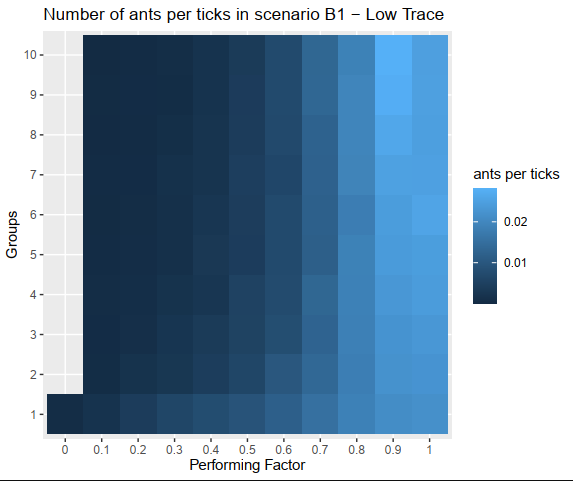 Number of ants per ticks in scenario B1 − Low Trace
Groups
10
9
8
7
6
5
4
3
2
1
0 0.1 0.2 0.3 0.4 0.5 0.6 0.7 0.8 0.9 1
Performing Factor
ants per ticks
0.02
0.01